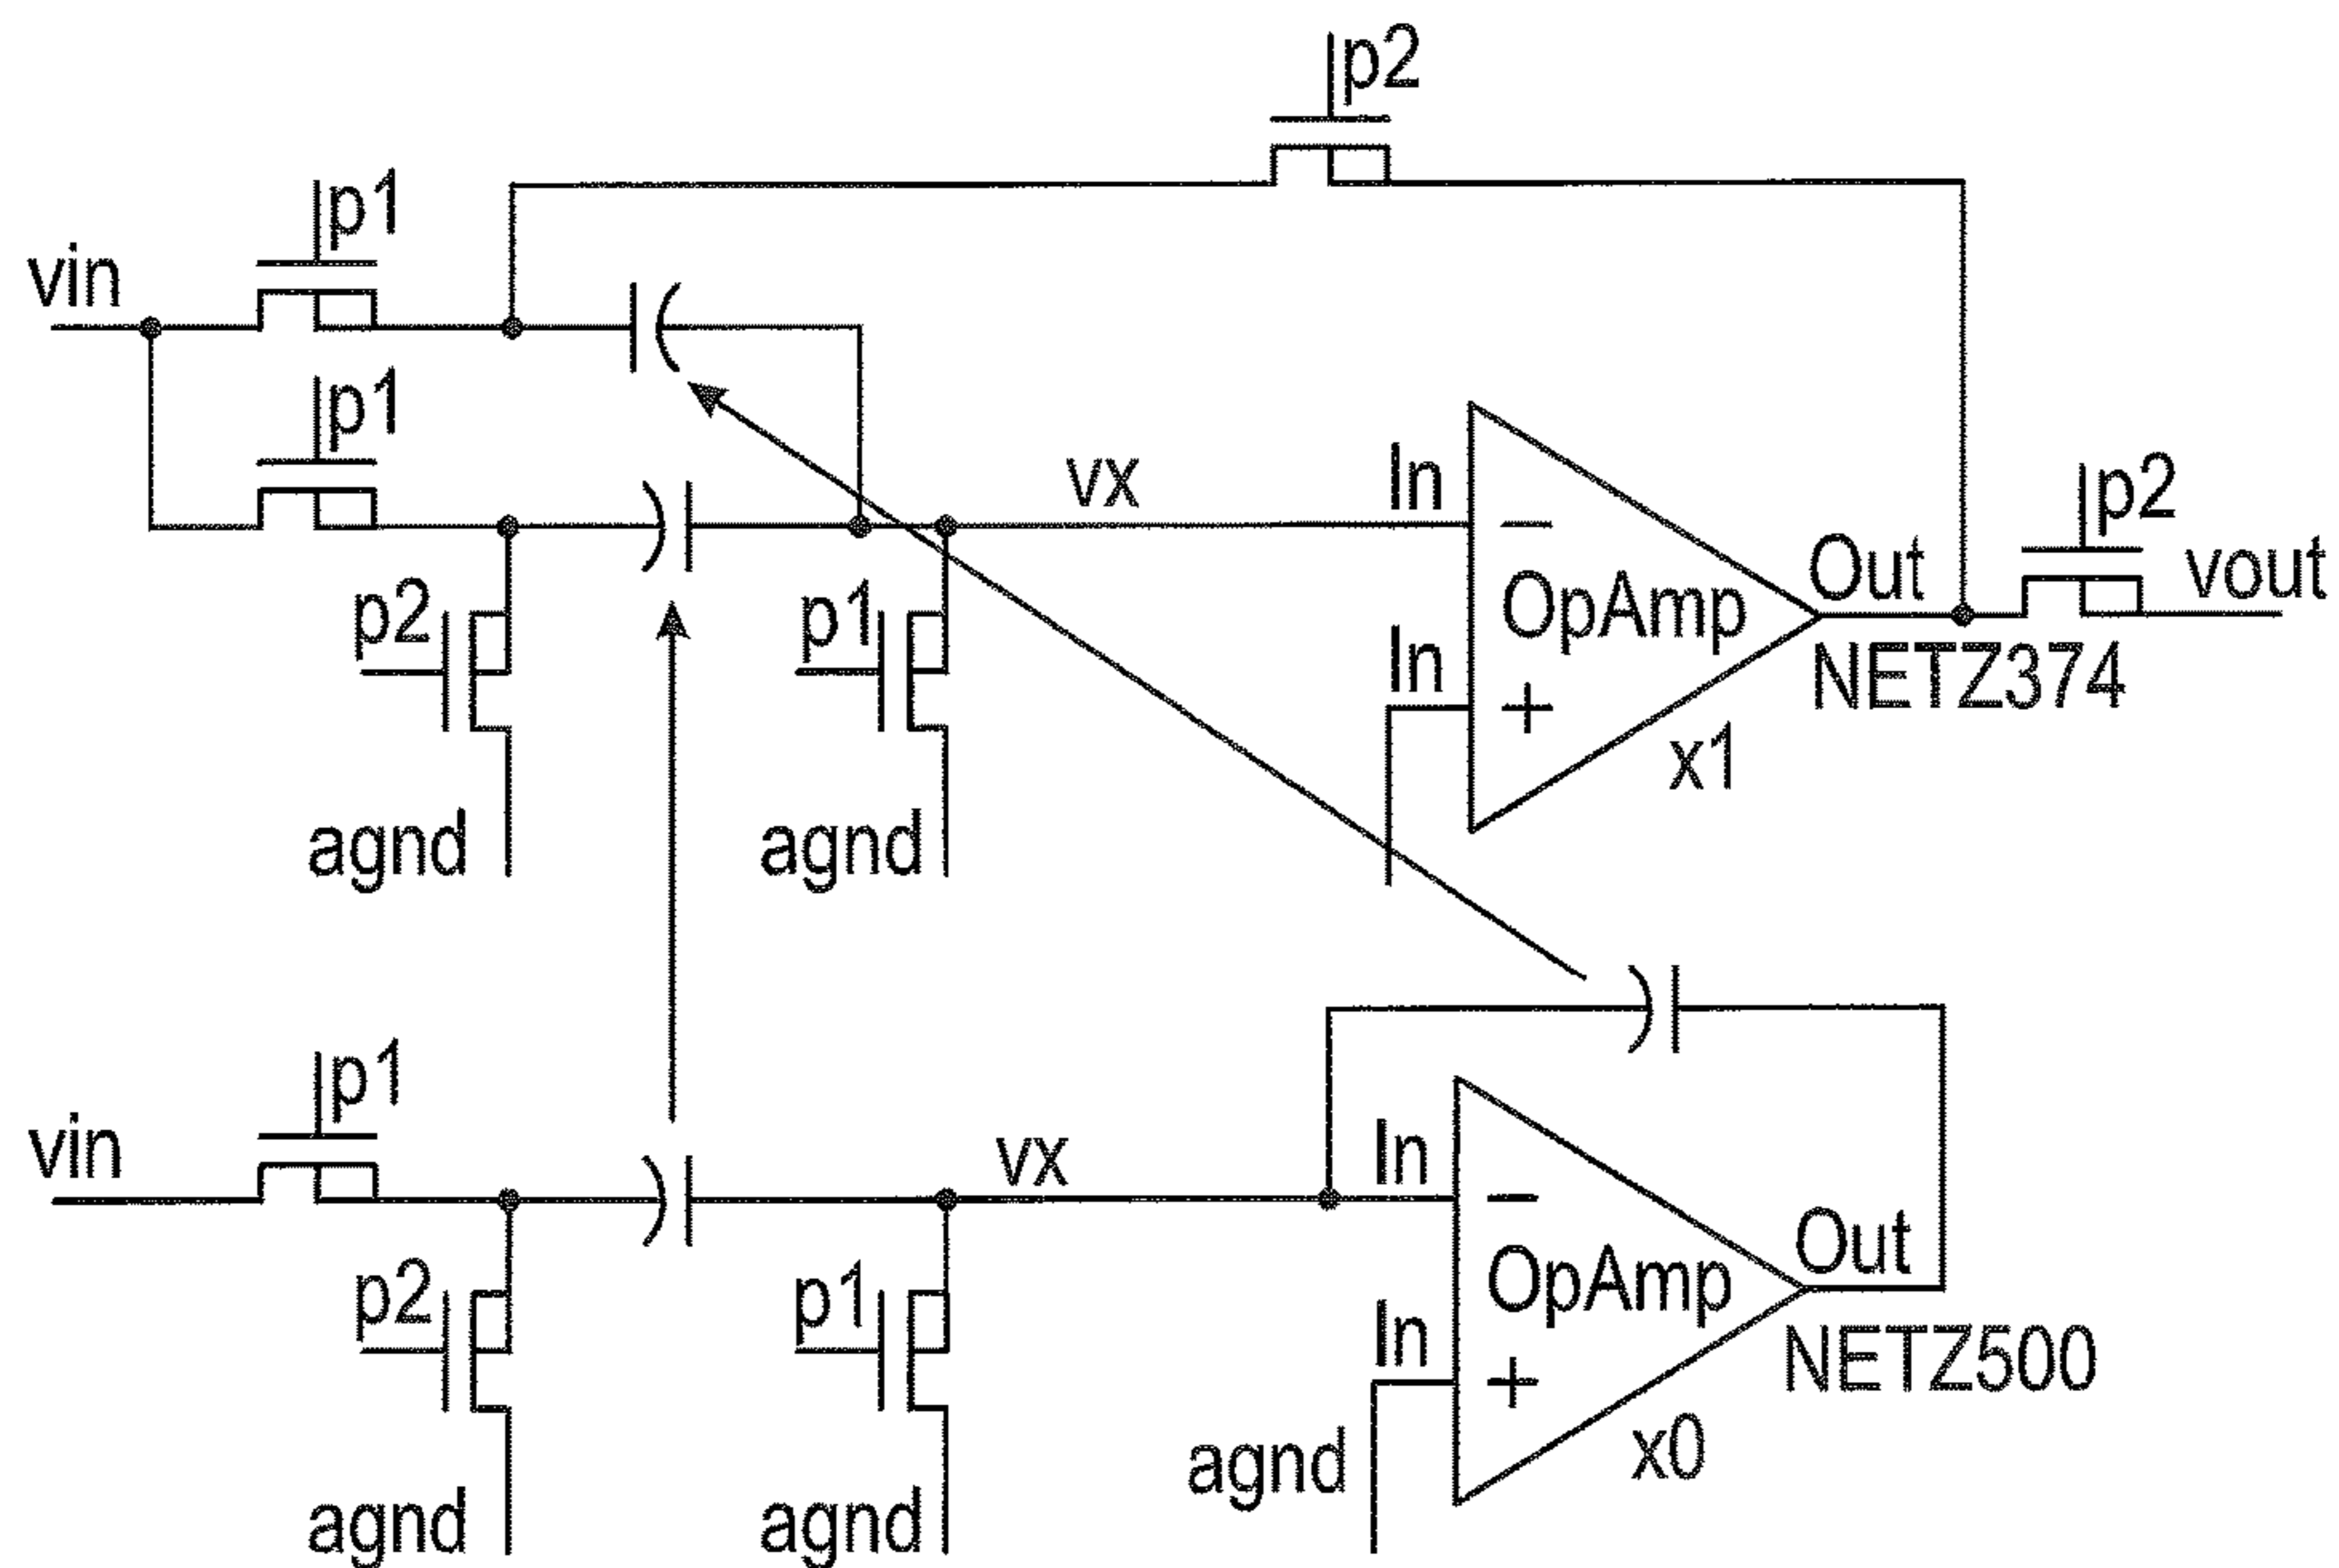 p2
p1
vin
p1
vx
In
p2
Out
vout
p2
p1
OpAmp
In
NETZ374
+
x1
agnd
agnd
p1
vin
vx
In
−
Out
p2
p1
OpAmp
In
NETZ500
+
x0
agnd
agnd
agnd